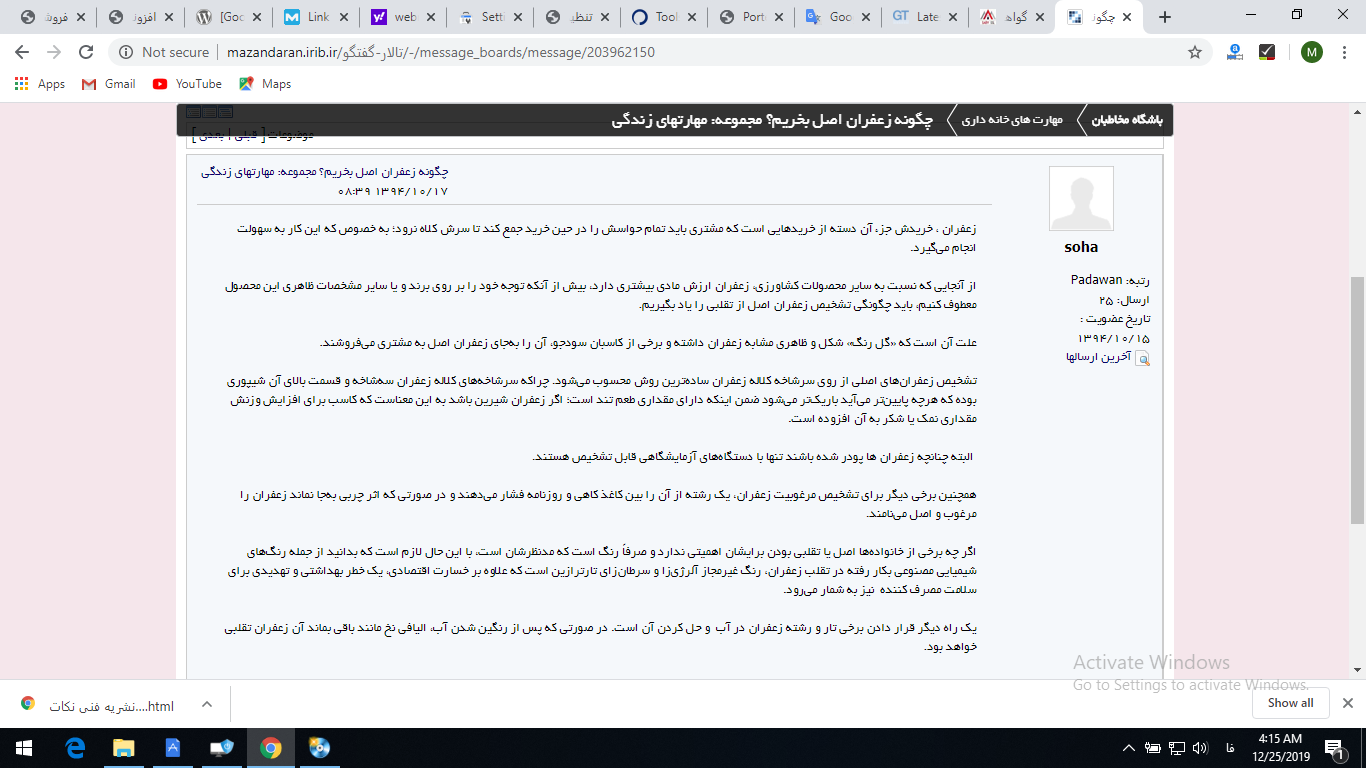 فروش
افزونه
[Goo
Link
web
Setti
تنظیم
Tool
Porto
Goo
Late
گواه
چگونه
Not secure | mazandaran.irib.ir/تالار-گفتگو/-/message_boards/message/203962150
M
Apps Gmail YouTube Maps
باشگاه مخاطبان مهارت های خانه داری چگونه زعفران اصل بخریم؟ مجموعه: مهارتهای زندگی
موضوعات [ قبلی | بعدی ]
چگونه زعفران اصل بخریم؟ مجموعه: مهارتهای زندگی
۱۳۹۴/۱۰/۱۷ ۰۸:۳۹
soha
رتبه: Padawan
ارسال: ۲۵
تاریخ عضویت :
۱۳۹۴/۱۰/۱۵
آخرین ارسالها
زعفران ، خریدش جزء آن دسته از خریدهایی است که مشتری باید تمام حواسش را در حین خرید جمع کند تا سرش کلاه نرود؛ به خصوص که این کار به سهولت
انجام می‌گیرد.
از آنجایی که نسبت به سایر محصولات کشاورزی، زعفران ارزش مادی بیشتری دارد، بیش از آنکه توجه خود را بر روی برند و یا سایر مشخصات ظاهری این محصول
معطوف کنیم، باید چگونگی تشخیص زعفران اصل از تقلبی را یاد بگیریم.
علت آن است که «گل رنگ» شکل و ظاهری مشابه زعفران داشته و برخی از کاسبان سودجو، آن را به‌جای زعفران اصل به مشتری می‌فروشند.
تشخیص زعفران‌های اصلی از روی سرشاخه کلاله زعفران ساده‌ترین روش محسوب می‌شود. چراکه سرشاخه‌های کلاله زعفران سه‌شاخه و قسمت بالای آن شیپوری
بوده که هرچه پایین‌تر می‌آید باریک‌تر می‌شود ضمن اینکه دارای مقداری طعم تند است؛ اگر زعفران شیرین باشد به این معناست که کاسب برای افزایش وزنش
مقداری نمک یا شکر به آن افزوده است.
البته چنانچه زعفران ها پودر شده باشند تنها با دستگاه‌های آزمایشگاهی قابل تشخیص هستند.
همچنین برخی دیگر برای تشخیص مرغوبیت زعفران، یک رشته از آن را بین کاغذ کاهی و روزنامه فشار می‌دهند و در صورتی که اثر چربی به‌جا نماند زعفران را
مرغوب و اصل می‌نامند.
اگر چه برخی از خانواده‌ها اصل یا تقلبی بودن برایشان اهمیتی ندارد و صرفاً رنگ است که مدنظرشان است، با این حال لازم است که بدانید از جمله رنگ‌های
شیمیایی مصنوعی بکار رفته در تقلب زعفران، رنگ غیرمجاز آلرژی‌زا و سرطان‌زای تارترازین است که علاوه بر خسارت اقتصادی، یک خطر بهداشتی و تهدیدی برای
سلامت مصرف کننده نیز به شمار می‌رود.
یک راه دیگر قرار دادن برخی تار و رشته زعفران در آب و حل کردن آن است. در صورتی که پس از رنگین شدن آب، الیافی نخ مانند باقی بماند آن زعفران تقلبی
خواهد بود.
Activate Windows
Go to Settings to activate Windows.
نشریه فنی نکات....html
Show all
فا
4:15 AM
12/25/2019
1